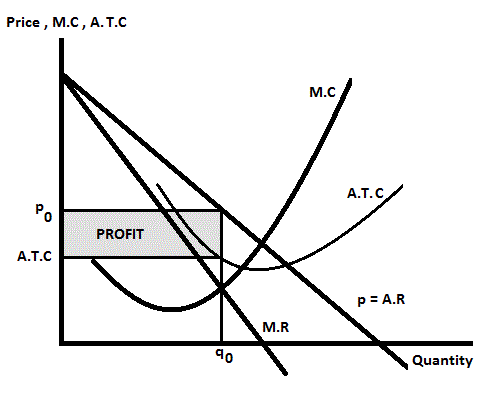 Price , M.C , A.T.C
M.C
A.T.C
P0
PROFIT
A.T.C
p = A.R
M.R
q0
Quantity